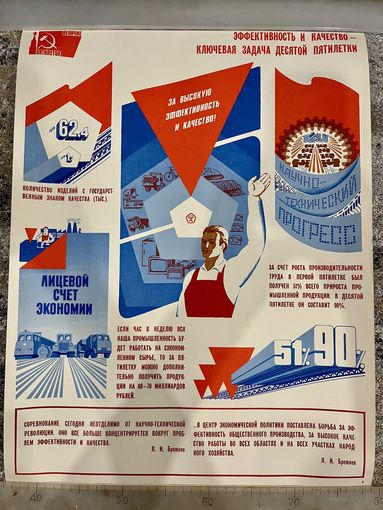 ВЕЛИЧИЕ
ЭФФЕКТИВНОСТЬ И КАЧЕСТВО –
КЛЮЧЕВАЯ ЗАДАЧА ДЕСЯТОЙ ПЯТИЛЕТКИ
62,4
КОЛИЧЕСТВО ИЗДЕЛИЙ С ГОСУДАРСТ-
ВЕННЫМ ЗНАКОМ КАЧЕСТВА (ТЫС.)
ЗА ВЫСОКУЮ
ЭФФЕКТИВНОСТЬ
И КАЧЕСТВО!
НАУЧНО-
ТЕХНИЧЕСКИЙ
ПРОГРЕСС
ЛИЦЕВОЙ
СЧЕТ
ЭКОНОМИИ
ЕСЛИ ЧАС В НЕДЕЛЮ ВСЯ
НАША ПРОМЫШЛЕННОСТЬ БУ-
ДЕТ РАБОТАТЬ НА СЭКОНОМ-
ЛЕННОМ СЫРЬЕ, ТО ЗА ПЯ-
ТИЛЕТКУ МОЖНО ДОПОЛНИ-
ТЕЛЬНО ПОЛУЧИТЬ ПРОДУК-
ЦИИ НА 60–70 МИЛЛИАРДОВ
РУБЛЕЙ.
ЗА СЧЕТ РОСТА ПРОИЗВОДИТЕЛЬНОСТИ
ТРУДА В ПЕРВОЙ ПЯТИЛЕТКЕ БЫЛ
ПОЛУЧЕН 51% ВСЕГО ПРИРОСТА ПРО-
МЫШЛЕННОЙ ПРОДУКЦИИ. В ДЕСЯТОЙ
ПЯТИЛЕТКЕ ОН СОСТАВИТ 90%.
51% 90%
СОРЕВНОВАНИЕ СЕГОДНЯ НЕОТДЕЛИМО ОТ НАУЧНО-ТЕХНИЧЕСКОЙ
РЕВОЛЮЦИИ. ОНО ВСЕ БОЛЬШЕ КОНЦЕНТРИРУЕТСЯ ВОКРУГ ПРОБ-
ЛЕМ ЭФФЕКТИВНОСТИ И КАЧЕСТВА.
Л. И. Брежнев
...В ЦЕНТР ЭКОНОМИЧЕСКОЙ ПОЛИТИКИ ПОСТАВЛЕНА БОРЬБА ЗА ЭФ-
ФЕКТИВНОСТЬ ОБЩЕСТВЕННОГО ПРОИЗВОДСТВА, ЗА ВЫСОКОЕ КАЧЕ-
СТВО РАБОТЫ ВО ВСЕХ ОБЛАСТЯХ И НА ВСЕХ УЧАСТКАХ НАРОД-
НОГО ХОЗЯЙСТВА.
Л. И. Брежнев
40 50 60 70